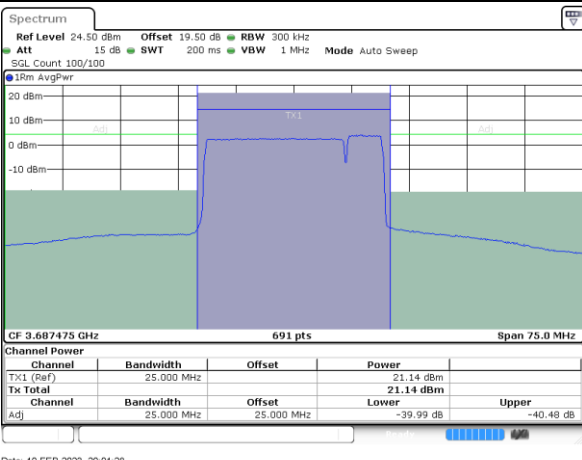 Spectrum
Ref Level 24.50 dBm Offset 19.50 dB RBW 300 kHz
Att 15 dB SWT 200 ms VBW 1 MHz Mode Auto Sweep
SGL Count 100/100
1Rm AvgPwr
20 dBm
10 dBm
TX1
Adj Adj
0 dBm
-10 dBm
CF 3.687475 GHz 691 pts Span 75.0 MHz
Channel Power
Channel Bandwidth Offset Power
TX1 (Ref) 25.000 MHz 21.14 dBm
Tx Total 21.14 dBm
Channel Bandwidth Offset Lower Upper
Adj 25.000 MHz 25.000 MHz -39.99 dB -40.48 dB
Ready